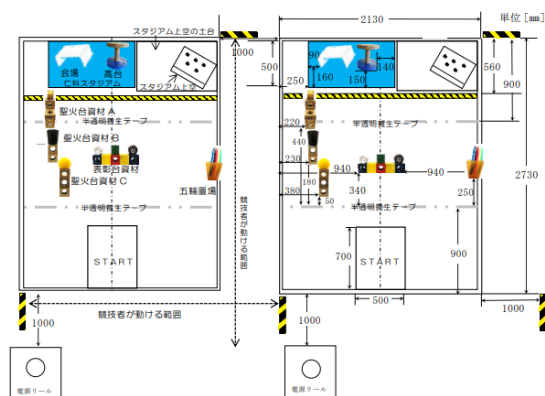 単位［mm］
2130
スタジアム上空の土台
会場
高台
仁科スタジアム
スタジアム上空
聖火台資材 A
半透明養生テープ
聖火台資材 B
表彰台資材
聖火台資材 C
五輪置場
半透明養生テープ
START
競技者が動ける範囲
競技者が動ける範囲
1000
電源リール
1000
500
250
90
160
150
140
560
900
220
半透明養生テープ
440
230
940
940
380
180
340
250
50
半透明養生テープ
2730
700
START
900
500
1000
1000
電源リール